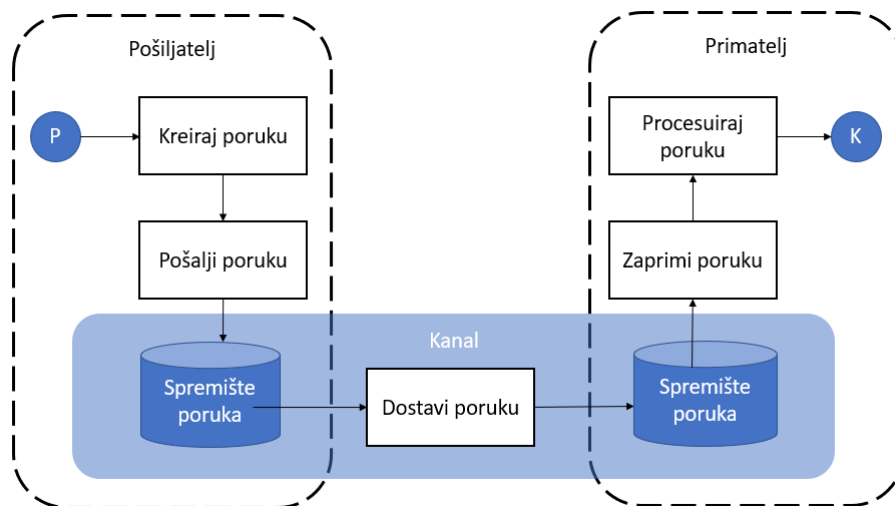 Pošiljatelj
Primatelj
P
Kreiraj poruku
Procesuiraj
poruku
K
Pošalji poruku
Zaprimi poruku
Kanal
Spremište
poruka
Dostavi poruku
Spremište
poruka